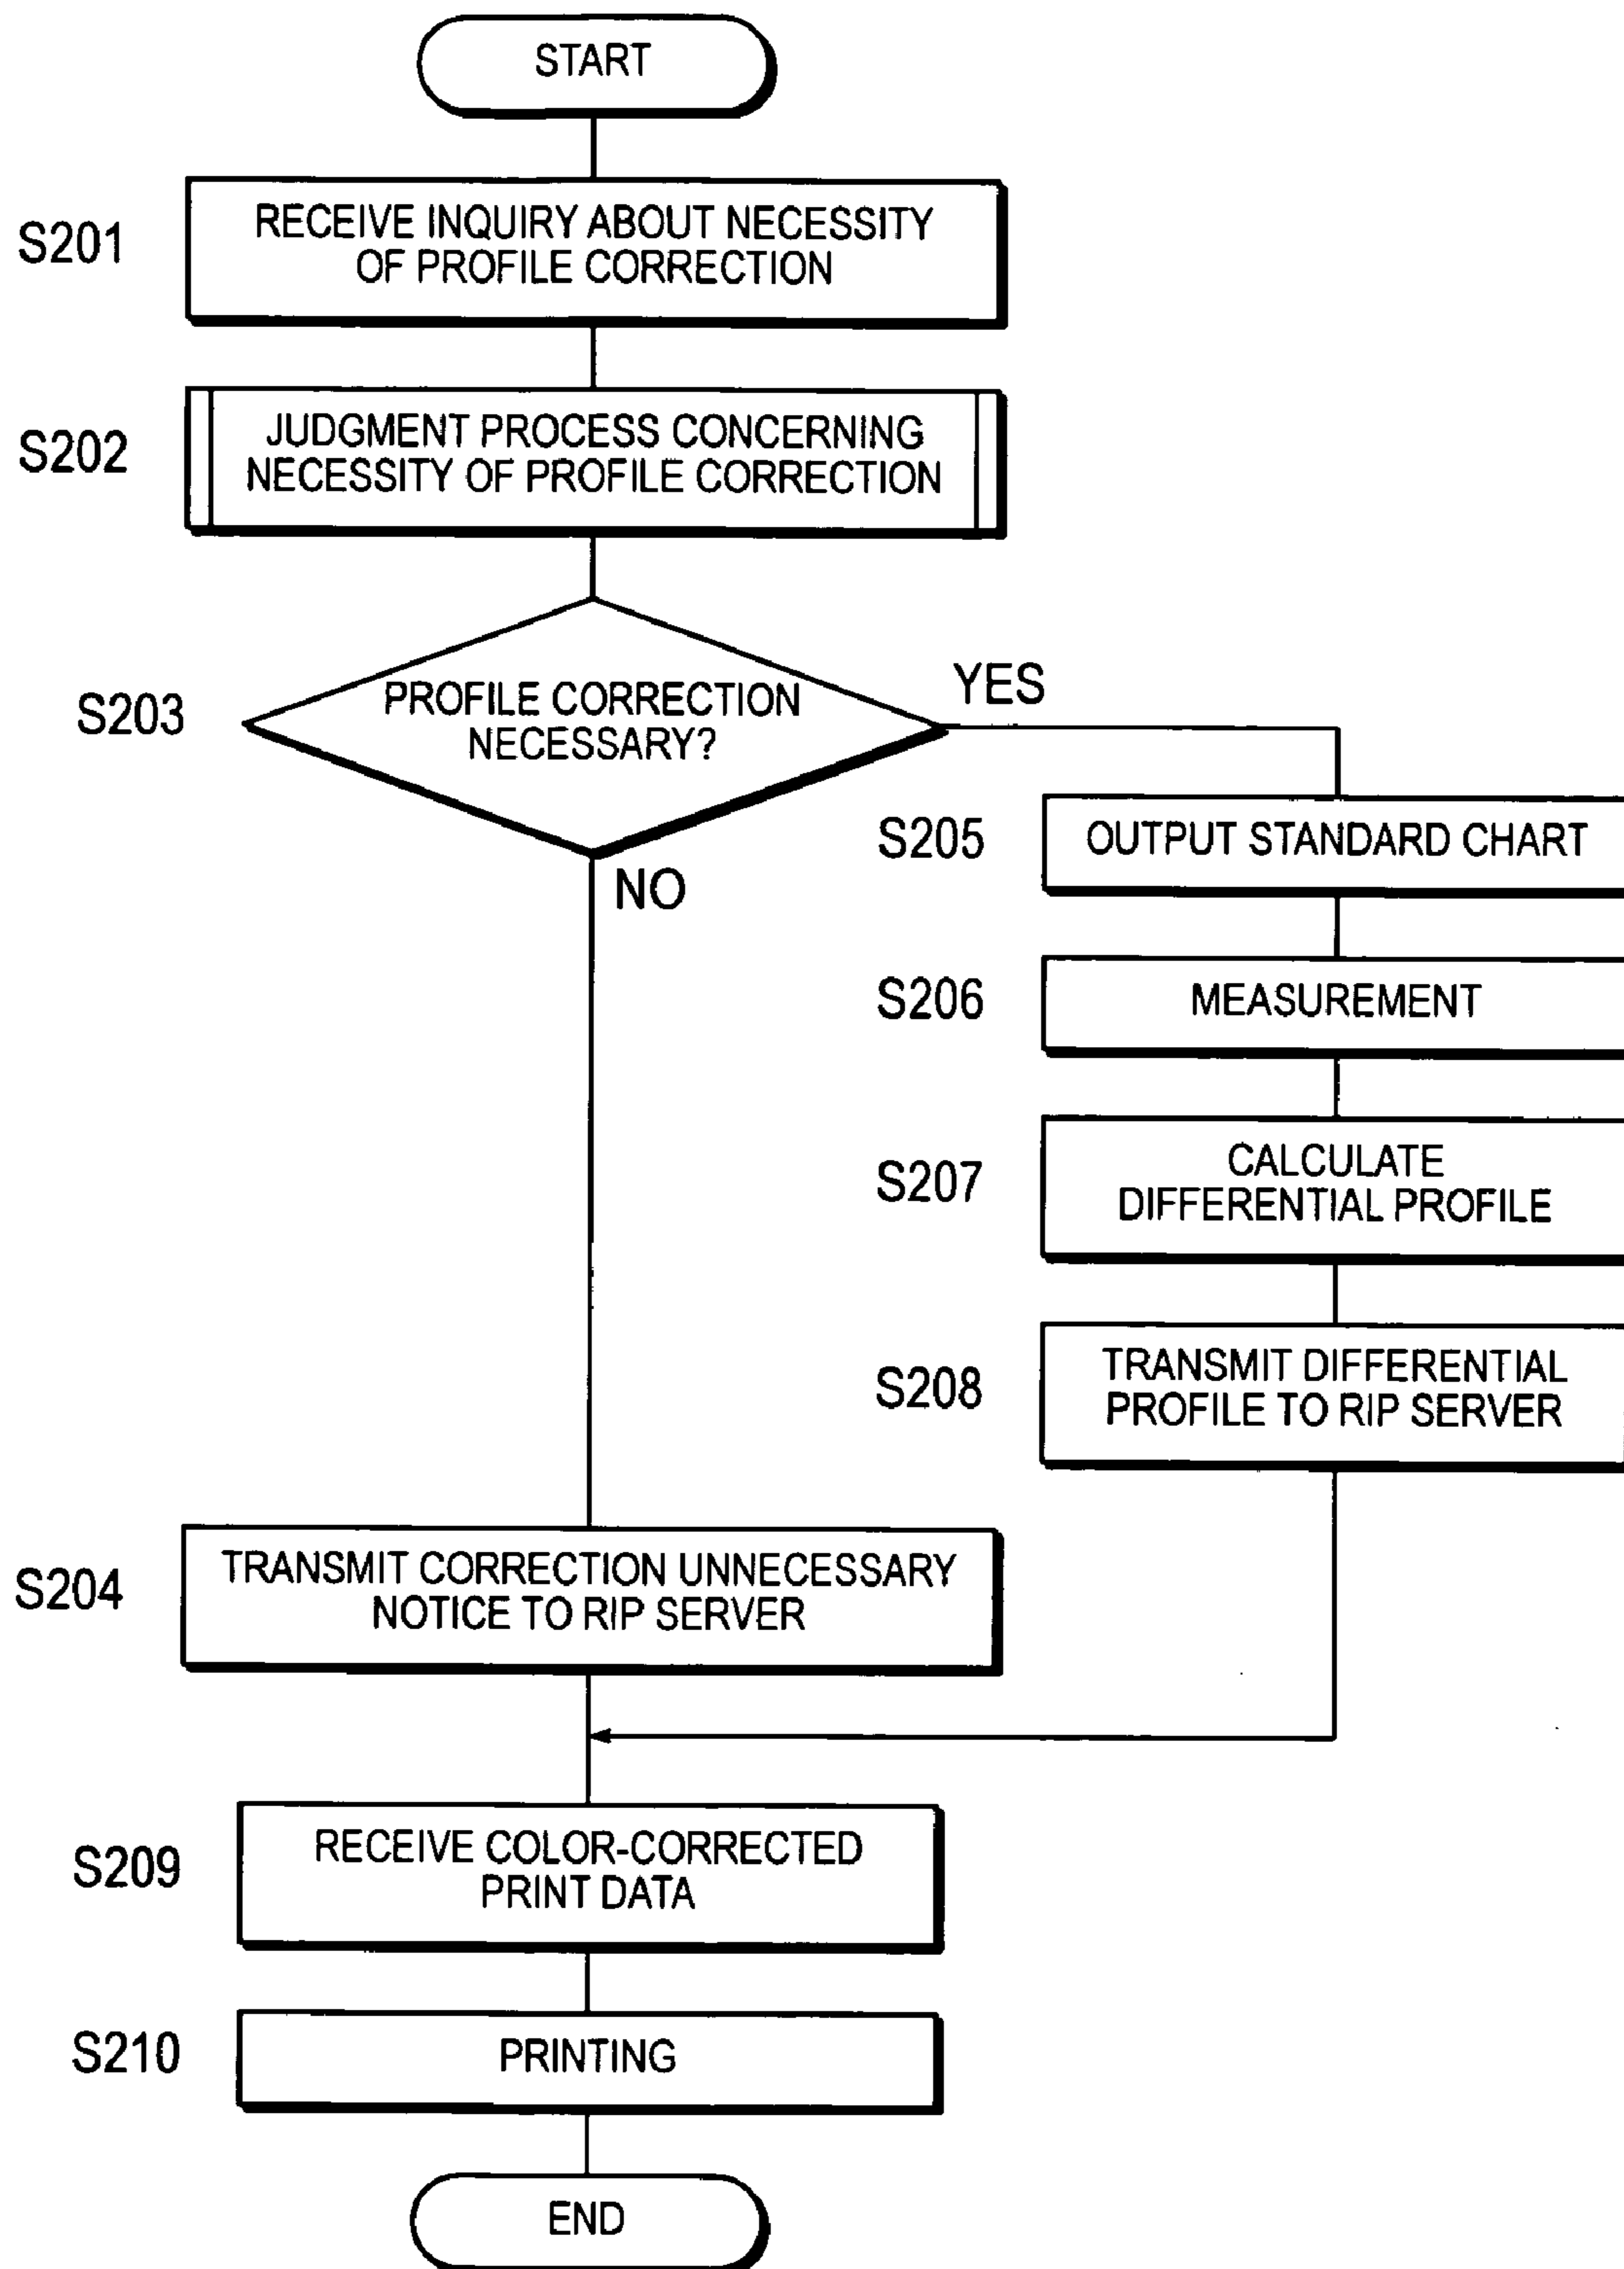 START
S201
RECEIVE INQUIRY ABOUT NECESSITY
OF PROFILE CORRECTION
S202
JUDGMENT PROCESS CONCERNING
NECESSITY OF PROFILE CORRECTION
S203
PROFILE CORRECTION
NECESSARY?
YES
NO
S205
OUTPUT STANDARD CHART
S206
MEASUREMENT
S207
CALCULATE
DIFFERENTIAL PROFILE
S208
TRANSMIT DIFFERENTIAL
PROFILE TO RIP SERVER
S204
TRANSMIT CORRECTION UNNECESSARY
NOTICE TO RIP SERVER
S209
RECEIVE COLOR-CORRECTED
PRINT DATA
S210
PRINTING
END